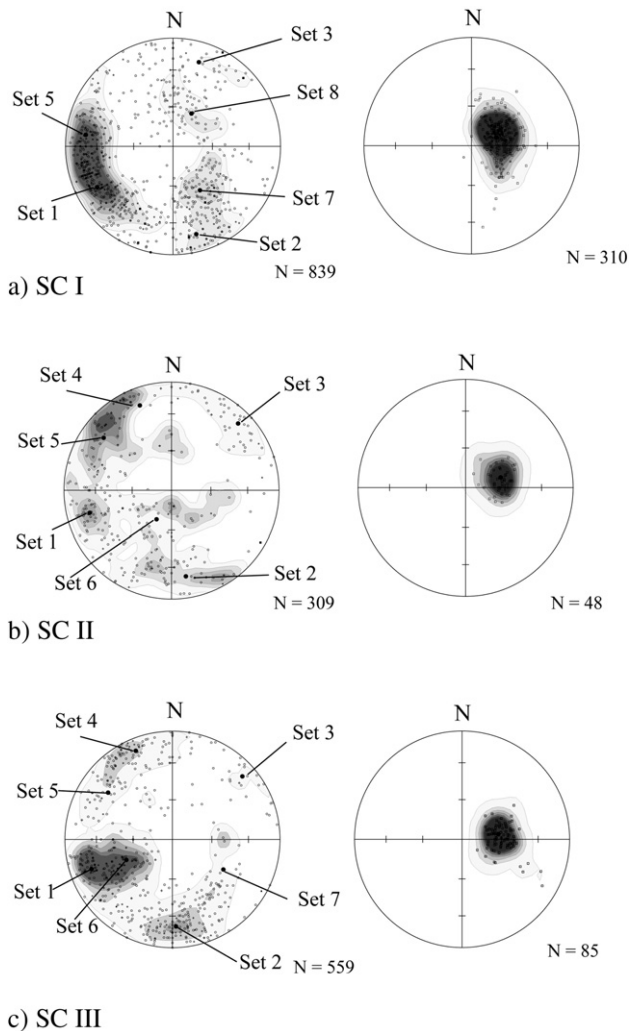 N
N
Set 3
Set 5
Set 8
Set 1
Set 7
Set 2
N = 839
N = 310
a) SC I
N
N
Set 4
Set 3
Set 5
Set 1
Set 6
Set 2
N = 309
N = 48
b) SC II
N
N
Set 4
Set 3
Set 5
Set 1
Set 6
Set 7
Set 2
N = 559
N = 85
c) SC III